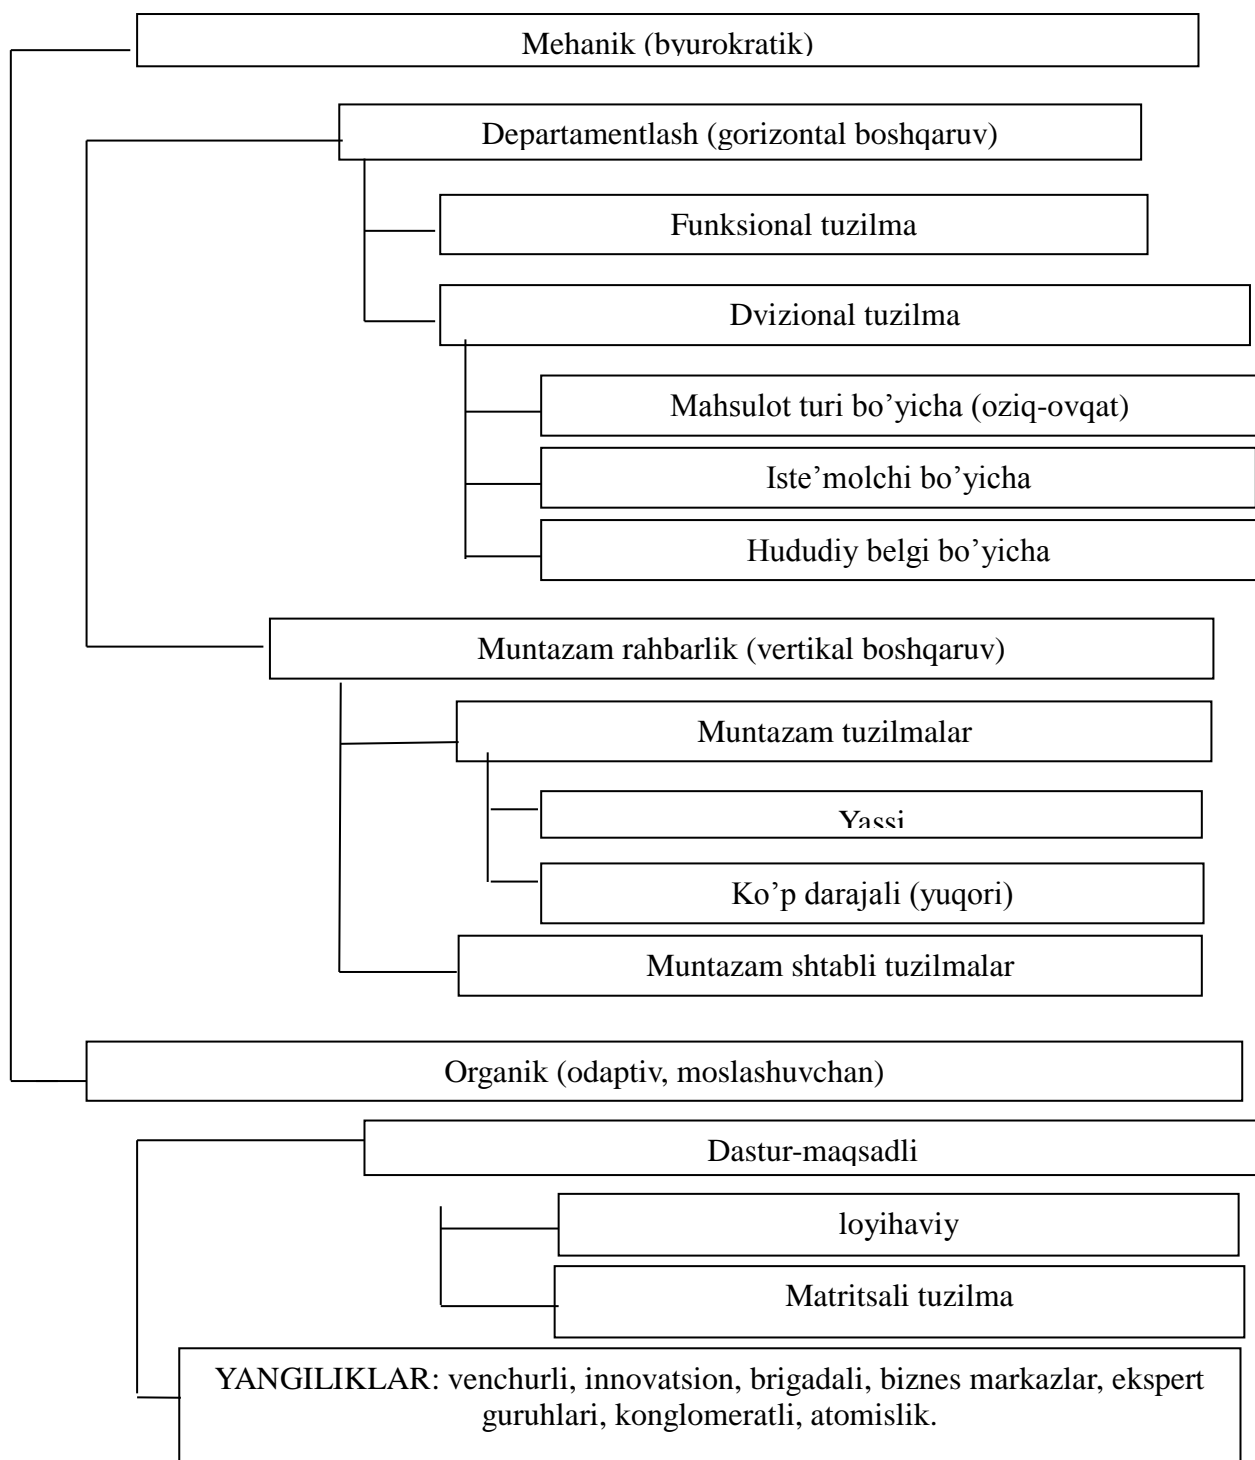 Mehanik (byurokratik)
Departamentlash (gorizontal boshqaruv)
Funksional tuzilma
Dvizional tuzilma
Mahsulot turi bo’yicha (oziq-ovqat)
Iste’molchi bo’yicha
Hududiy belgi bo’yicha
Muntazam rahbarlik (vertikal boshqaruv)
Muntazam tuzilmalar
Yassi
Ko’p darajali (yuqori)
Muntazam shtabli tuzilmalar
Organik (odaptiv, moslashuvchan)
Dastur-maqsadli
loyihaviy
Matritsali tuzilma
YANGILIKLAR: venchurli, innovatsion, brigadali, biznes markazlar, ekspert
guruhlari, konglomeratli, atomislik.